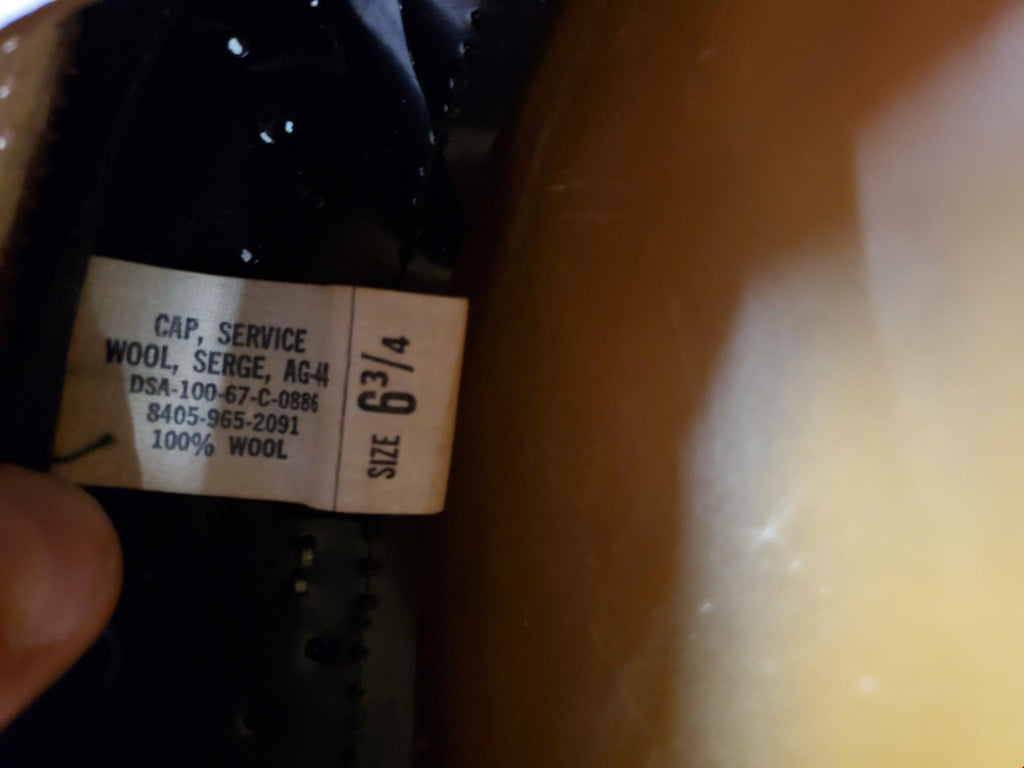 CAP, SERVICE
WOOL, SERGE, AG-44
DSA-100-67-C-0886
8405-965-2091
100% WOOL
SIZE 6 3/4